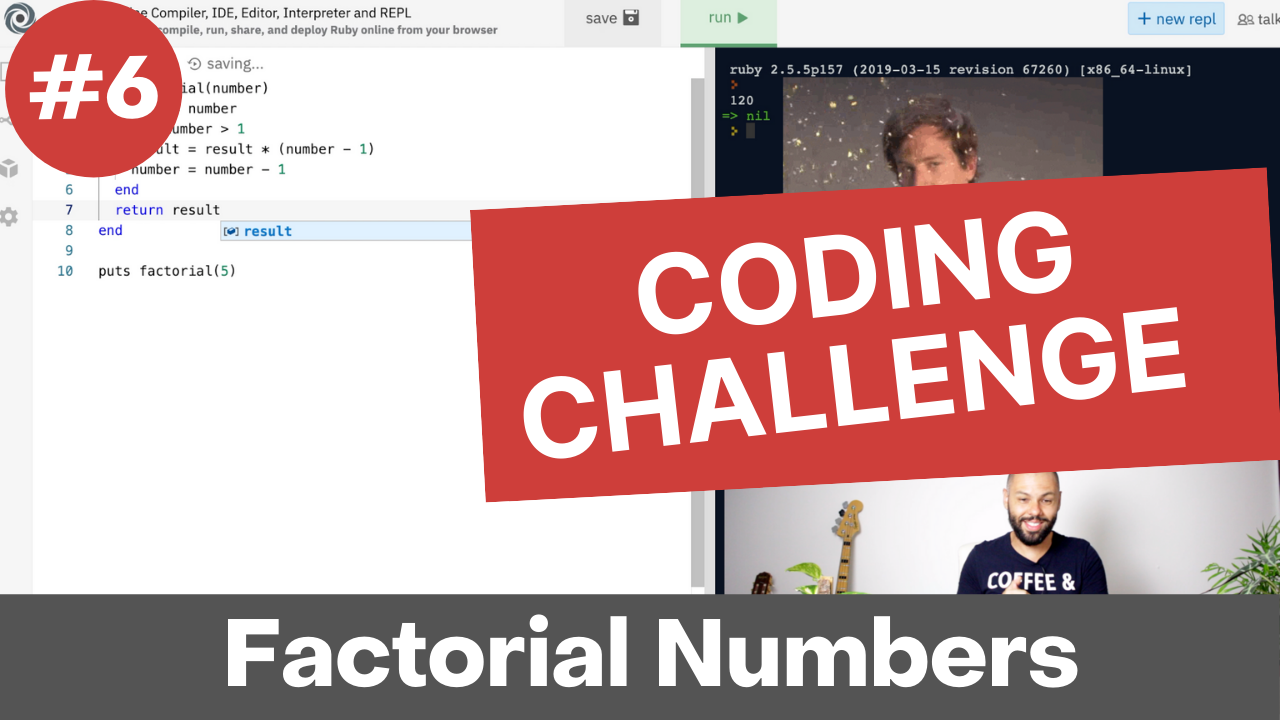 #6
ne Compiler, IDE, Editor, Interpreter and REPL
compile, run, share, and deploy Ruby online from your browser
save
run
+ new repl
talk
saving...
ial(number)
number
umber > 1
ult = result * (number - 1)
number = number - 1
6 end
7 return result
8 end
result
9
10 puts factorial(5)
ruby 2.5.5p157 (2019-03-15 revision 67260) [x86_64-linux]
120
=> nil
CODING
CHALLENGE
COFFEE &
Factorial Numbers